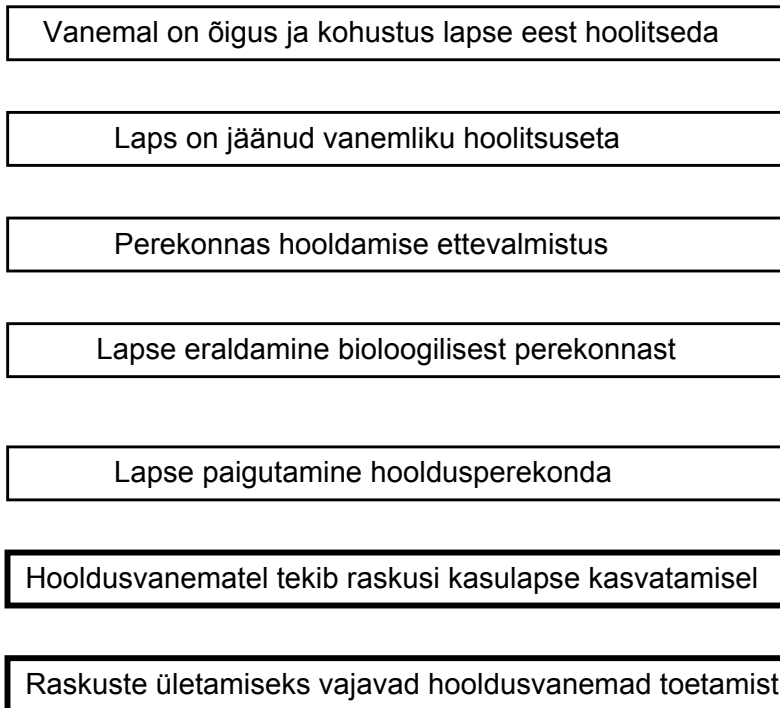 Vanemal on õigus ja kohustus lapse eest hoolitseda
Laps on jäänud vanemliku hoolitsuseta
Perekonnas hooldamise ettevalmistus
Lapse eraldamine bioloogilisest perekonnast
Lapse paigutamine hooldusperekonda
Hooldusvanematel tekib raskusi kasulapse kasvatamisel
Raskuste ületamiseks vajavad hooldusvanemad toetamist